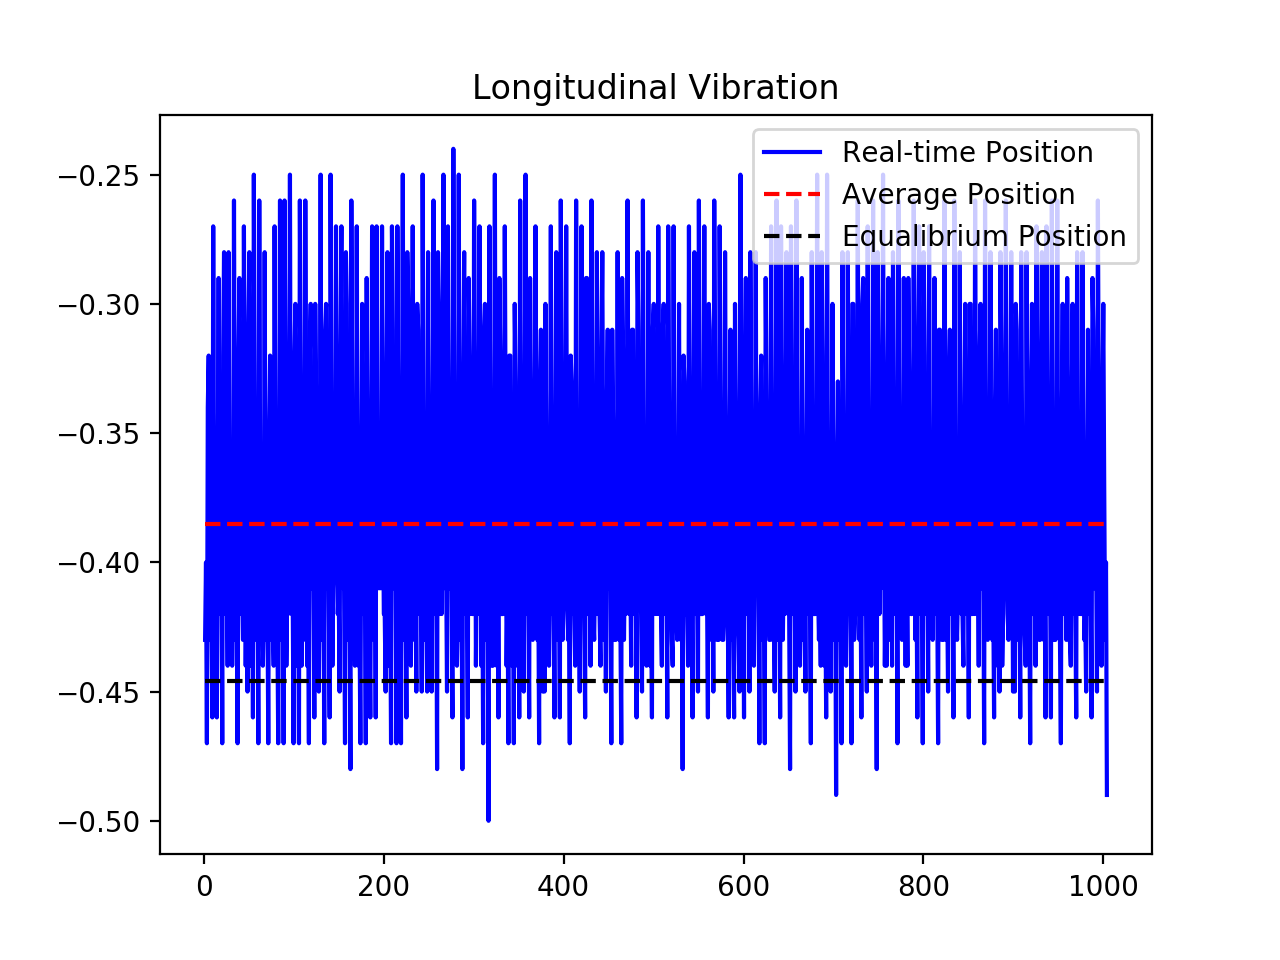 Longitudinal Vibration
Real-time Position
Average Position
Equalibrium Position
−0.25
−0.30
−0.35
−0.40
−0.45
−0.50
0 200 400 600 800 1000